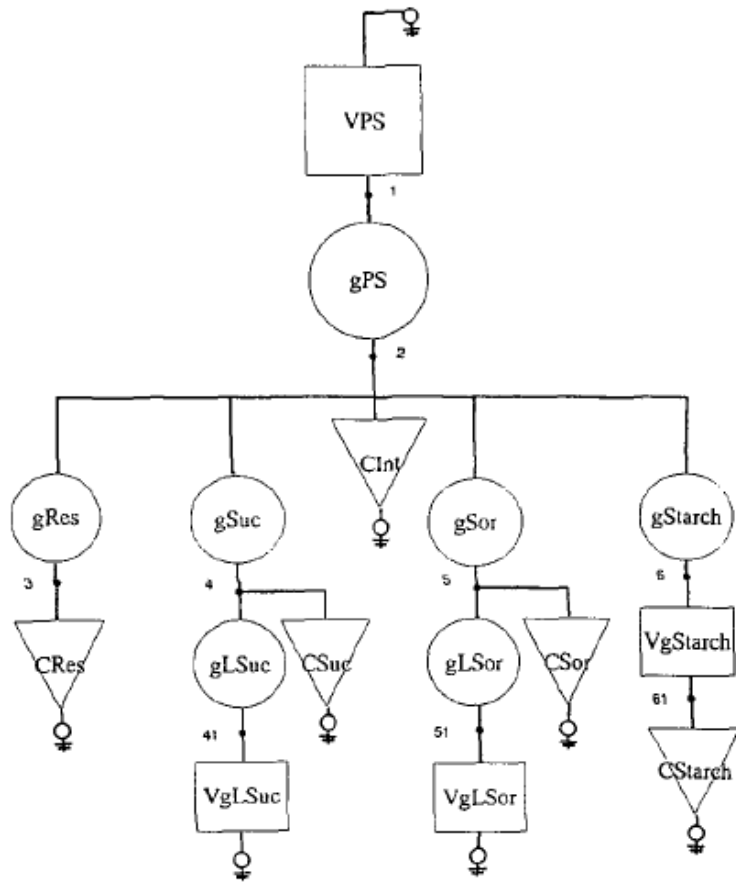 VPS
1
gPS
2
CInt
gRes
gSuc
gSor
gStarch
3
4
5
6
CRes
gLSuc
CSuc
gLSor
CSor
VgStarch
41
51
61
VgLSuc
VgLSor
CStarch